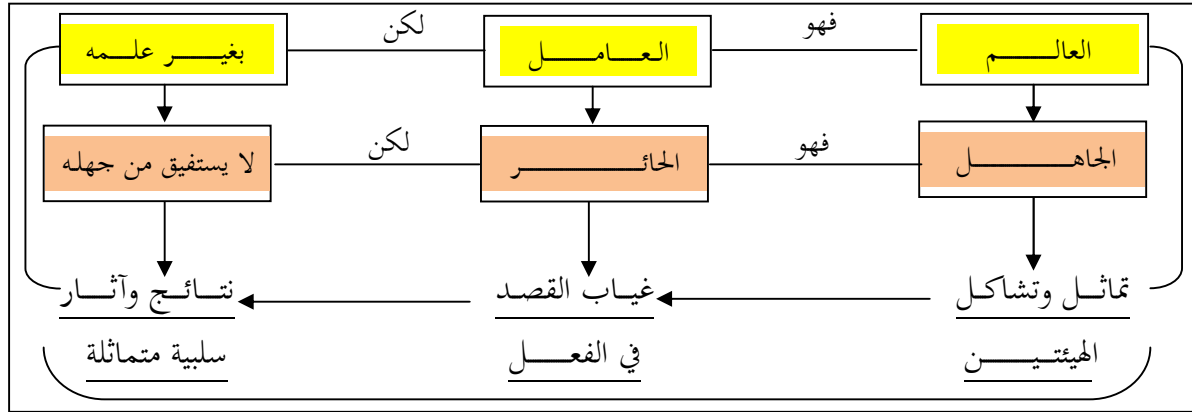 العالم فهو العامل لكن بغير علمه
الجاهل فهو الحائر لكن لا يستفيق من جهله
تماثل وتشاكل غياب القصد نتائج وآثار
الهيئتين في الفعل سلبية متماثلة